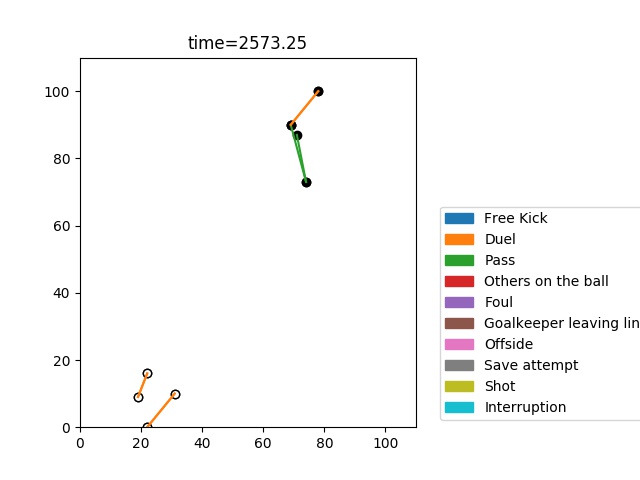 time=2573.25
100
80
60
40
20
0
0 20 40 60 80 100
Free Kick
Duel
Pass
Others on the ball
Foul
Goalkeeper leaving lin
Offside
Save attempt
Shot
Interruption